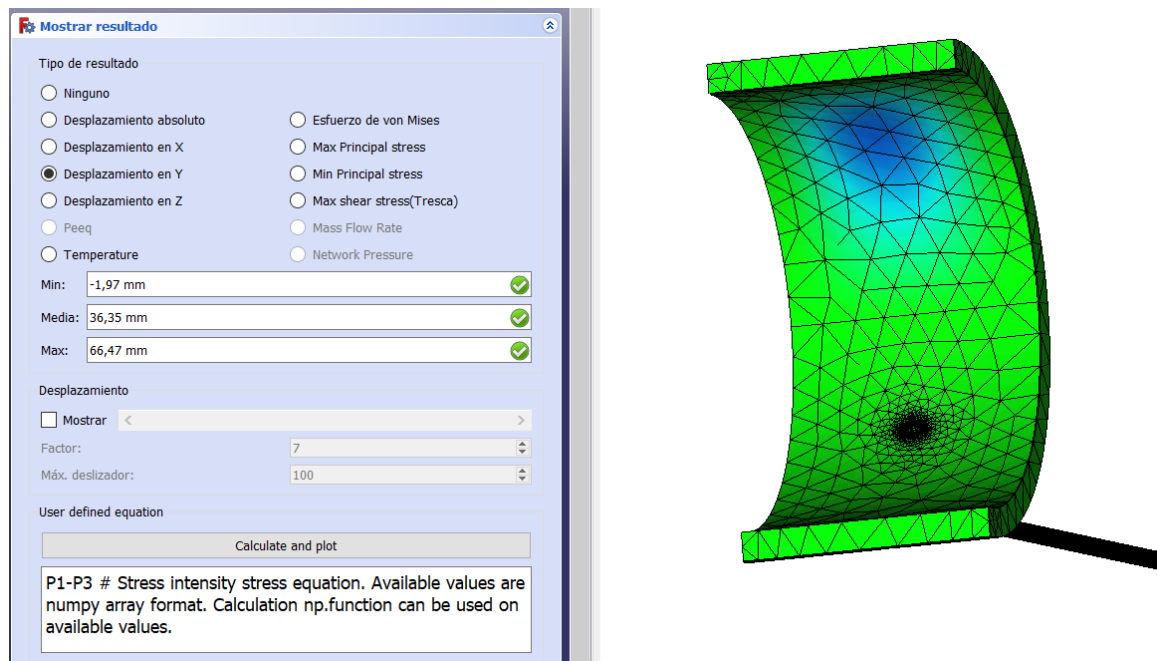 Mostrar resultado
Tipo de resultado
Ninguno
Desplazamiento absoluto
Esfuerzo de von Mises
Desplazamiento en X
Max Principal stress
Desplazamiento en Y
Min Principal stress
Desplazamiento en Z
Max shear stress(Tresca)
Peeq
Mass Flow Rate
Temperature
Network Pressure
Min: -1,97 mm
Media: 36,35 mm
Max: 66,47 mm
Desplazamiento
Mostrar
Factor: 7
Máx. deslizador: 100
User defined equation
Calculate and plot
P1-P3 # Stress intensity stress equation. Available values are
numpy array format. Calculation np.function can be used on
available values.